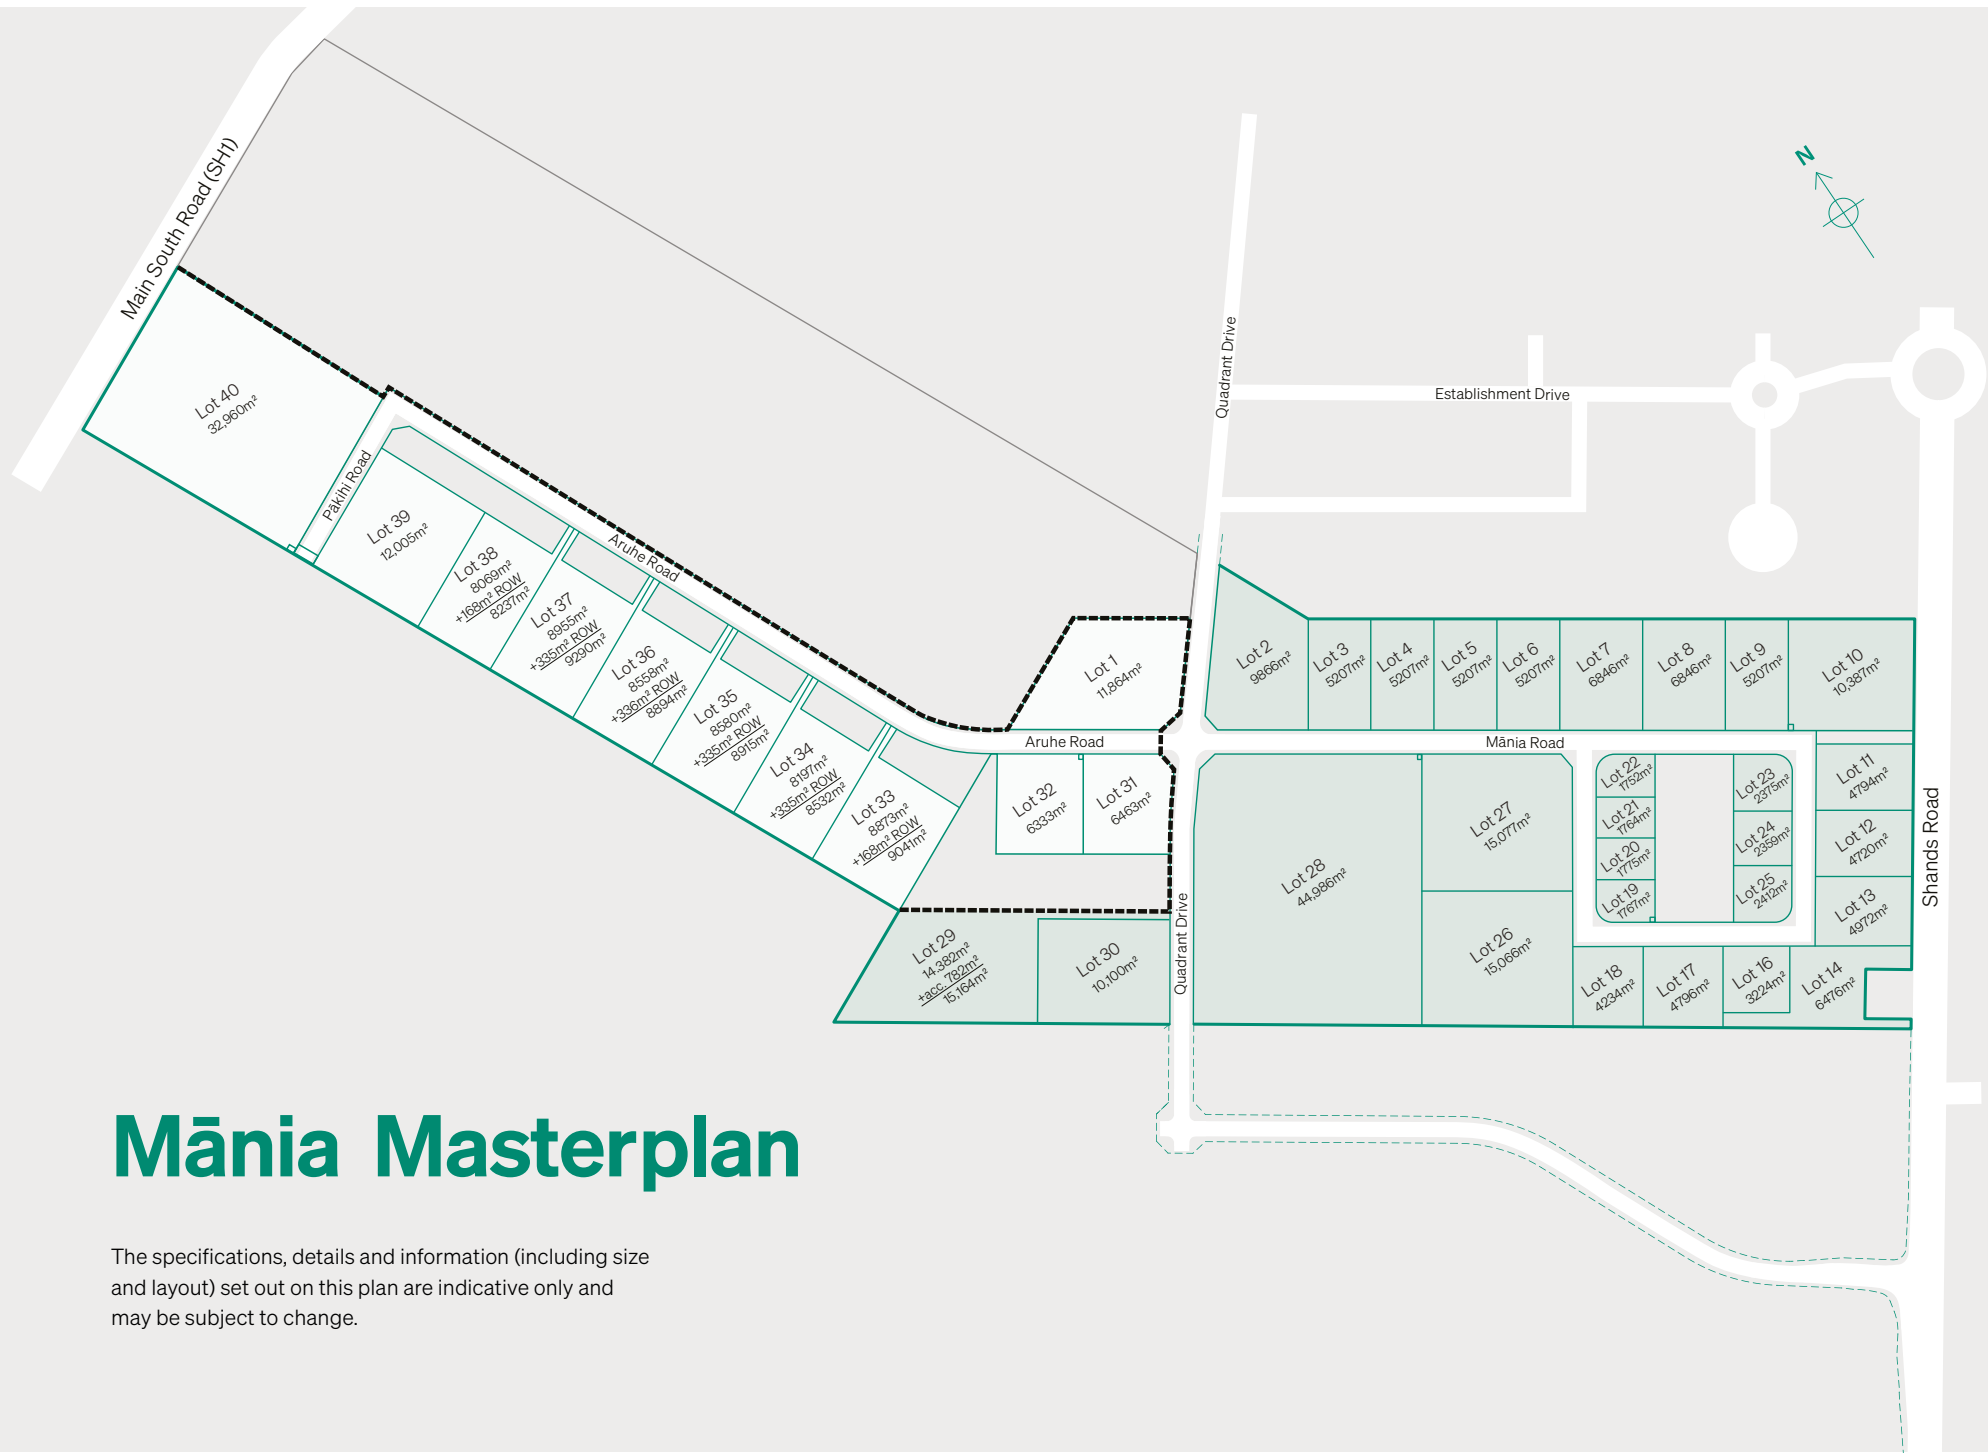 Main South Road (SH1)
N
Quadrant Drive
Establishment Drive
Lot 40
32,960m²
Pākihi Road
Lot 39
12,005m²
Lot 38
8069m²
+168m² ROW
8237m²
Aruhe Road
Lot 37
8955m²
+335m² ROW
9290m²
Lot 36
8558m²
+336m² ROW
8894m²
Lot 35
8580m²
+335m² ROW
8915m²
Lot 34
8197m²
+335m² ROW
8532m²
Lot 33
8873m²
+168m² ROW
9041m²
Lot 1
11,864m²
Lot 2
9866m²
Lot 3
5207m²
Lot 4
5207m²
Lot 5
5207m²
Lot 6
5207m²
Lot 7
6846m²
Lot 8
6846m²
Lot 9
5207m²
Lot 10
10,387m²
Aruhe Road
Mānia Road
Lot 32
6333m²
Lot 31
6463m²
Lot 28
44,986m²
Lot 27
15,077m²
Lot 26
15,066m²
Lot 22
1752m²
Lot 21
1764m²
Lot 20
1775m²
Lot 19
1767m²
Lot 23
2375m²
Lot 24
2359m²
Lot 25
2412m²
Lot 11
4794m²
Lot 12
4720m²
Lot 13
4972m²
Shands Road
Quadrant Drive
Lot 29
14,382m²
+acc. 782m²
15,164m²
Lot 30
10,100m²
Lot 18
4234m²
Lot 17
4796m²
Lot 16
3224m²
Lot 14
6476m²
Mānia Masterplan
The specifications, details and information (including size
and layout) set out on this plan are indicative only and
may be subject to change.